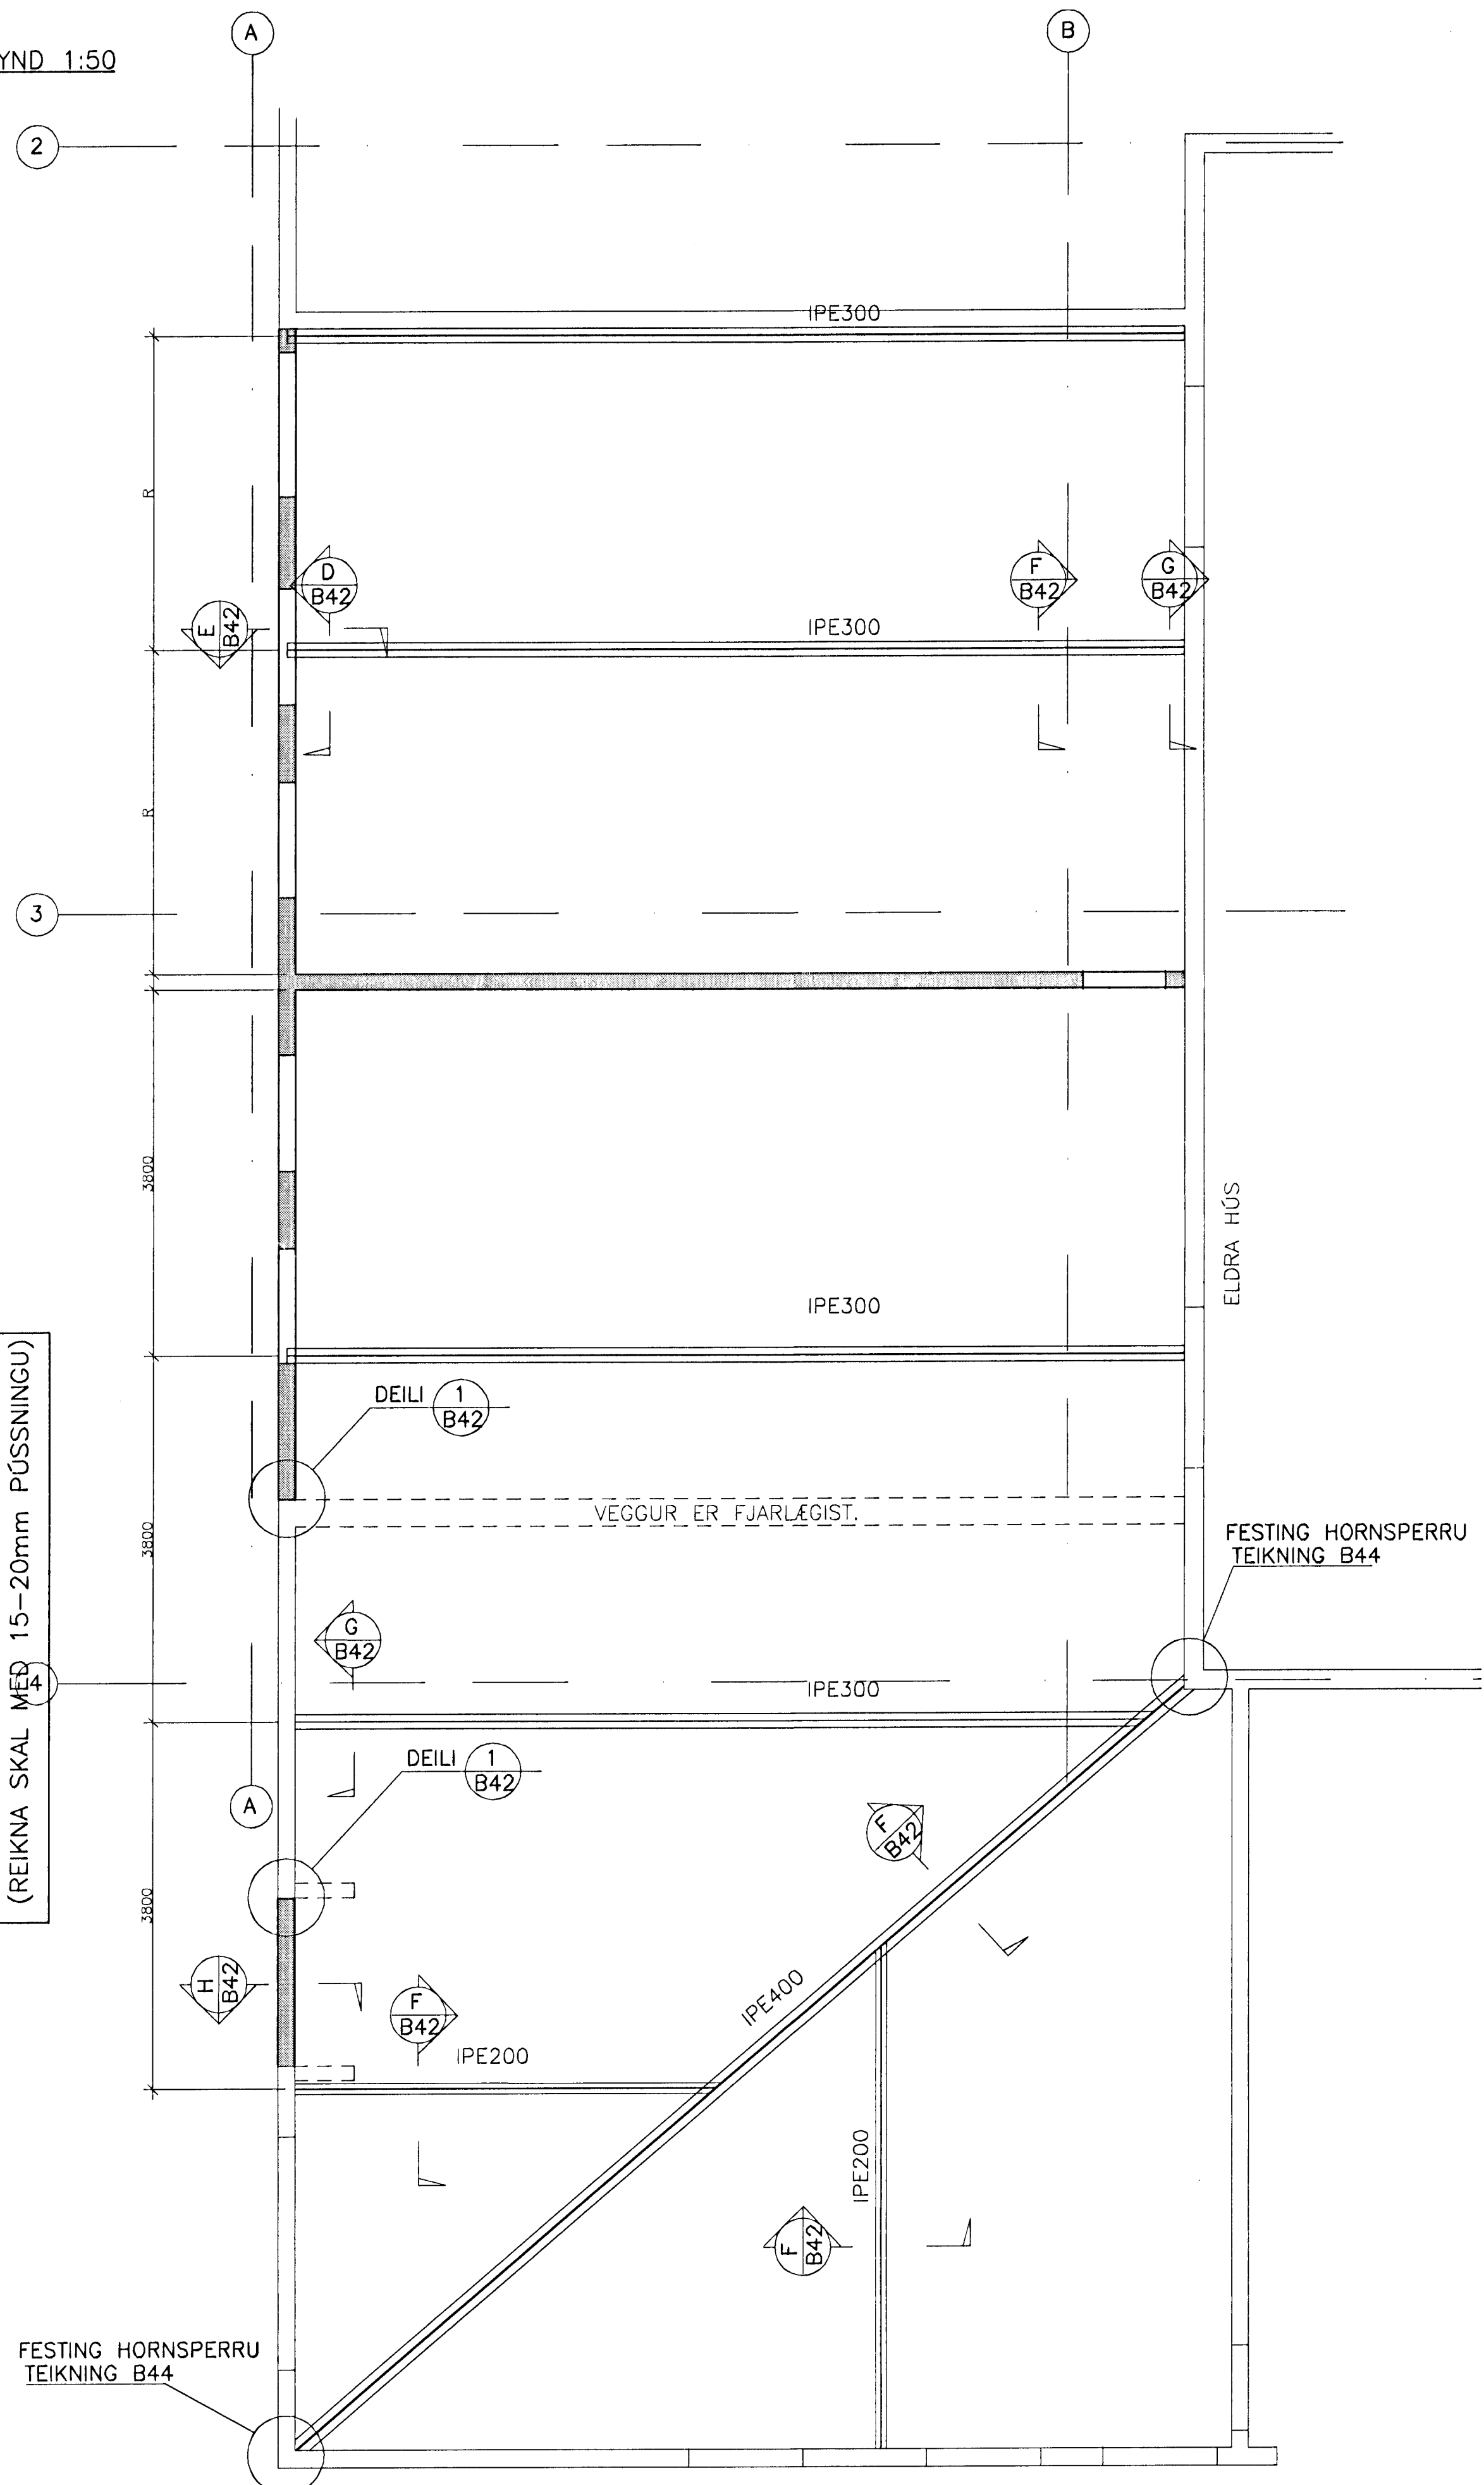 A
B
YND 1:50
2
IPE300
R
D
B42
F
B42
G
B42
E
B42
IPE300
R
3
3800
ELDRA HÚS
IPE300
(REIKNA SKAL MEÐ 15-20mm PÚSSNINGU)
DEILI 1
B42
VEGGUR ER FJARLÆGIST.
3800
FESTING HORNSPERRU
TEIKNING B44
G
B42
4
IPE300
DEILI 1
B42
A
F
B42
3800
H
B42
IPE400
F
B42
IPE200
IPE200
F
B42
FESTING HORNSPERRU
TEIKNING B44